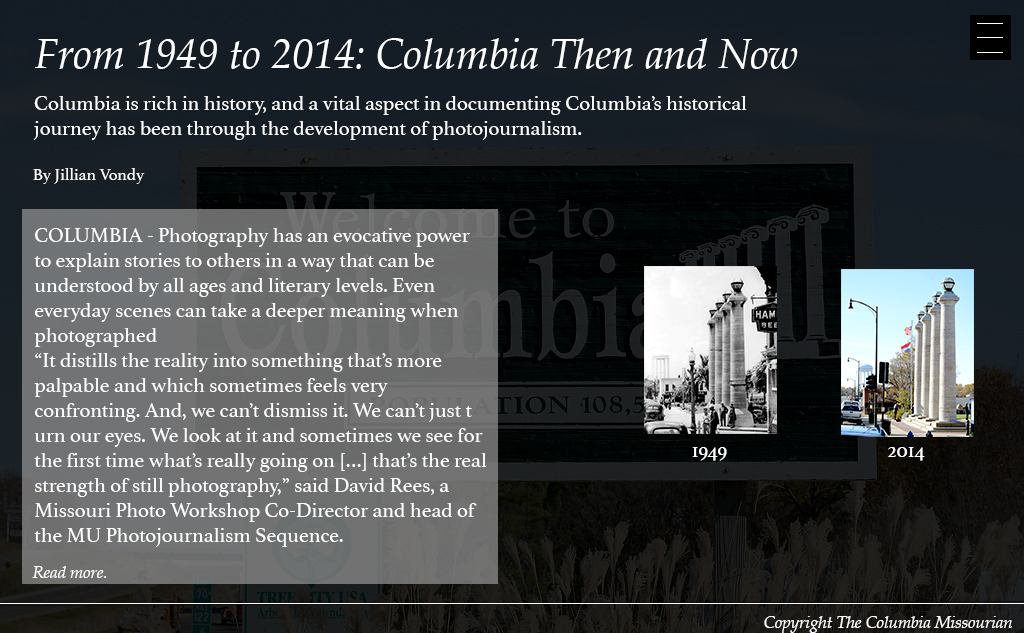 From 1949 to 2014: Columbia Then and Now
Columbia is rich in history, and a vital aspect in documenting Columbia's historical
journey has been through the development of photojournalism.
By Jillian Vondy
Welcome to
Columbia
POPULATION 108,5
COLUMBIA - Photography has an evocative power
to explain stories to others in a way that can be
understood by all ages and literary levels. Even
everyday scenes can take a deeper meaning when
photographed
“It distills the reality into something that's more
palpable and which sometimes feels very
confronting. And, we can't dismiss it. We can't just t
urn our eyes. We look at it and sometimes we see for
the first time what's really going on [...] that's the real
strength of still photography,” said David Rees, a
Missouri Photo Workshop Co-Director and head of
the MU Photojournalism Sequence.
Read more.
HAM
BEE
1949
2014
TREE CITY USA
Copyright The Columbia Missourian